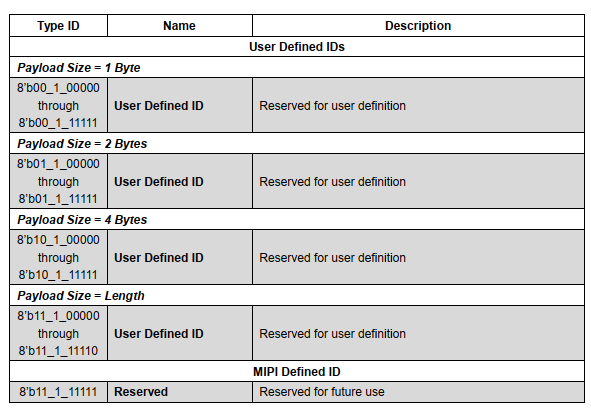 Type ID Name Description
User Defined IDs
Payload Size = 1 Byte
8'b00_1_00000
through
8'b00_1_11111
User Defined ID
Reserved for user definition
Payload Size = 2 Bytes
8'b01_1_00000
through
8'b01_1_11111
User Defined ID
Reserved for user definition
Payload Size = 4 Bytes
8'b10_1_00000
through
8'b10_1_11111
User Defined ID
Reserved for user definition
Payload Size = Length
8'b11_1_00000
through
8'b11_1_11110
User Defined ID
Reserved for user definition
MIPI Defined ID
8'b11_1_11111 Reserved Reserved for future use